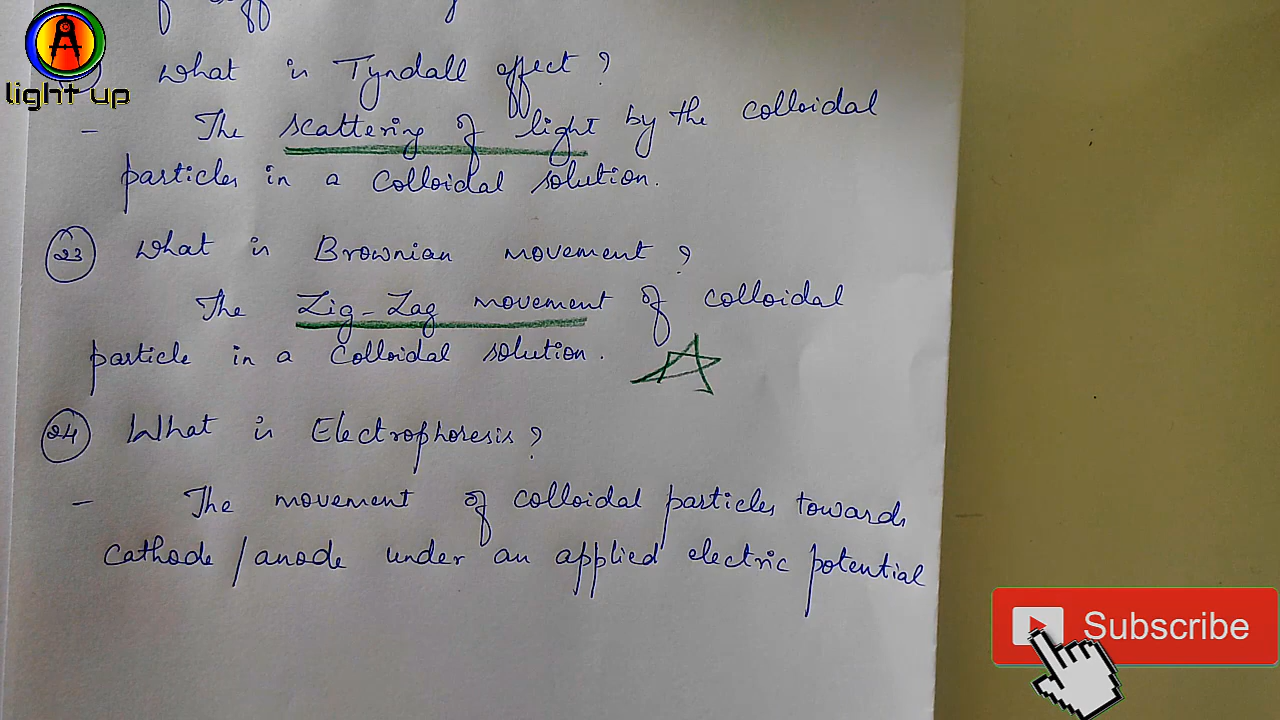 light up
What is Tyndall effect ?
- The scattering of light by the colloidal
particles in a colloidal solution.
23 What is Brownian movement ?
The Zig-Zag movement of colloidal
particle in a colloidal solution.
24 What is Electrophoresis ?
- The movement of colloidal particles towards
cathode/anode under an applied electric potential
Subscribe